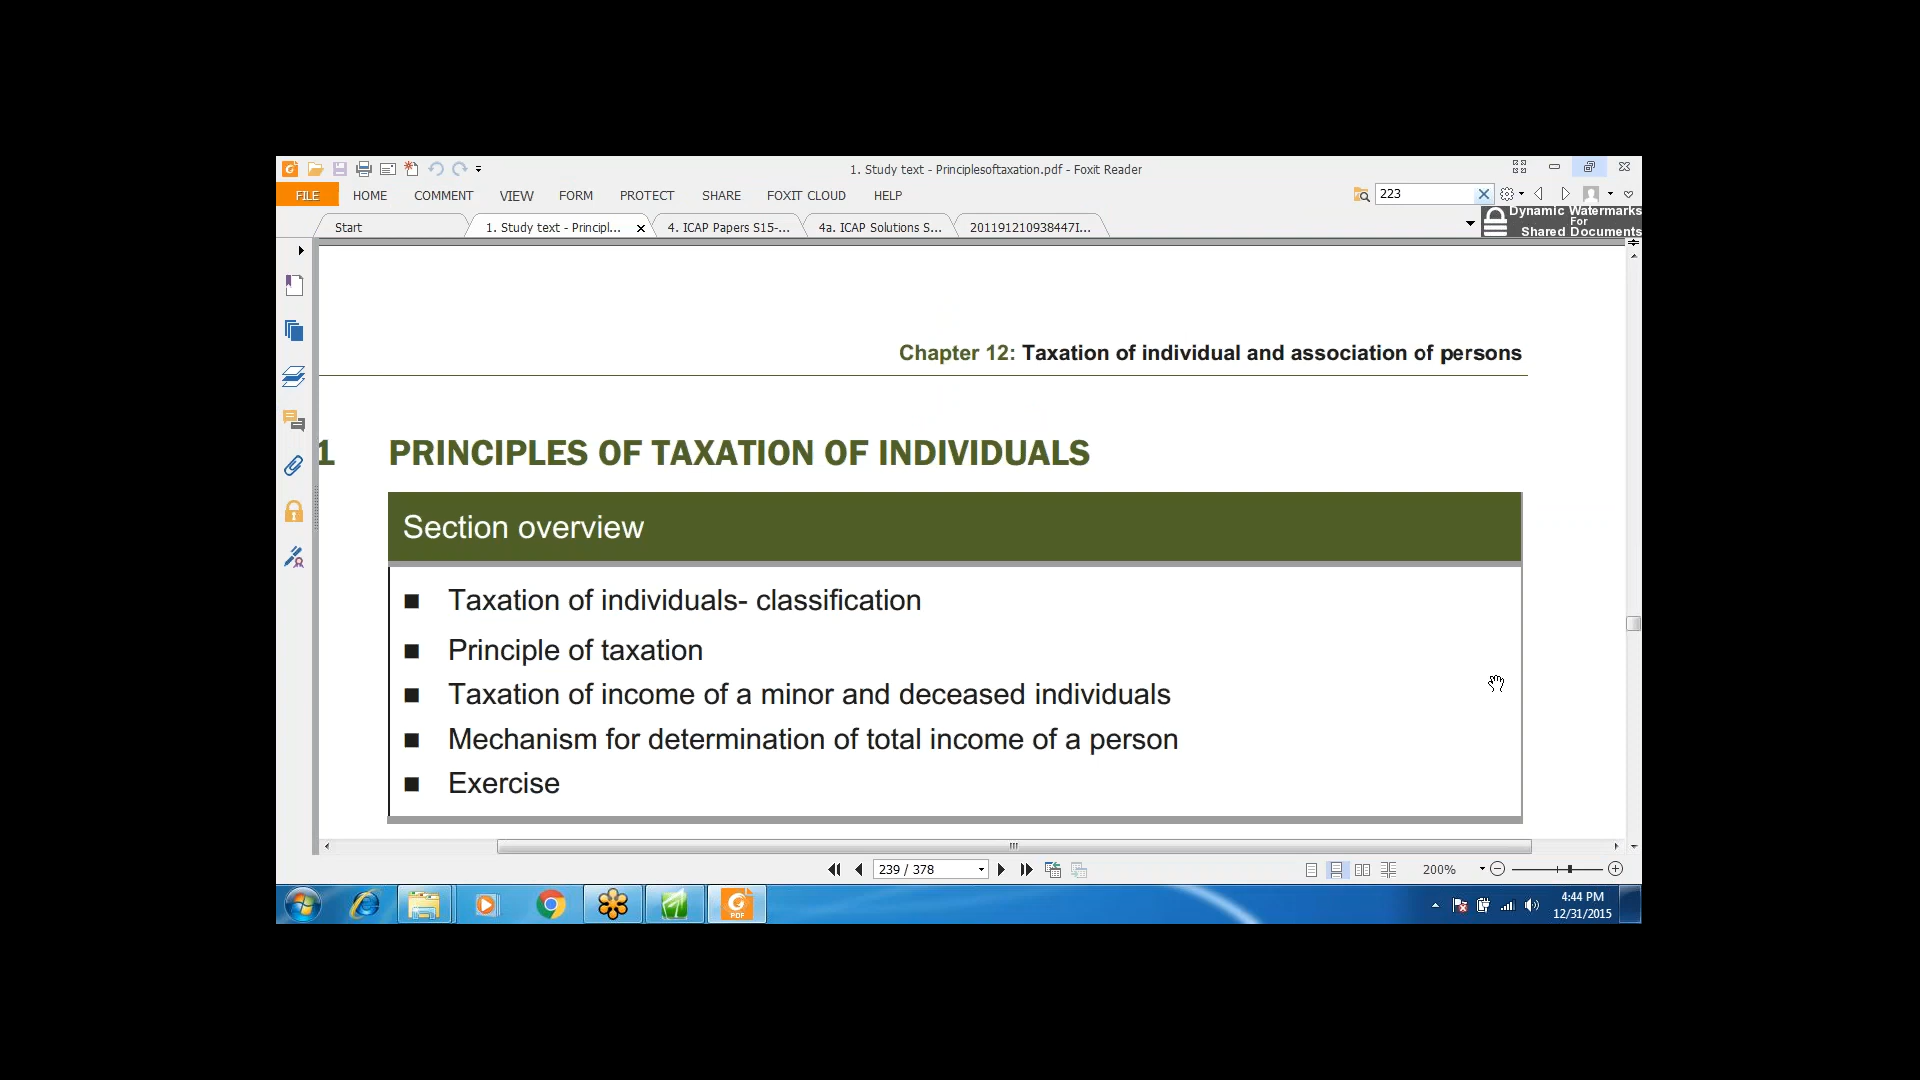 1. Study text - Principlesoftaxation.pdf - Foxit Reader
FILE HOME COMMENT VIEW FORM PROTECT SHARE FOXIT CLOUD HELP
223
Start
1. Study text - Principl...
4. ICAP Papers S15-...
4a. ICAP Solutions S...
201191210938447I...
Dynamic Watermarks
For
Shared Documents
Chapter 12: Taxation of individual and association of persons
1 PRINCIPLES OF TAXATION OF INDIVIDUALS
Section overview
■ Taxation of individuals- classification
■ Principle of taxation
■ Taxation of income of a minor and deceased individuals
■ Mechanism for determination of total income of a person
■ Exercise
239 / 378
200%
PDF
4:44 PM
12/31/2015